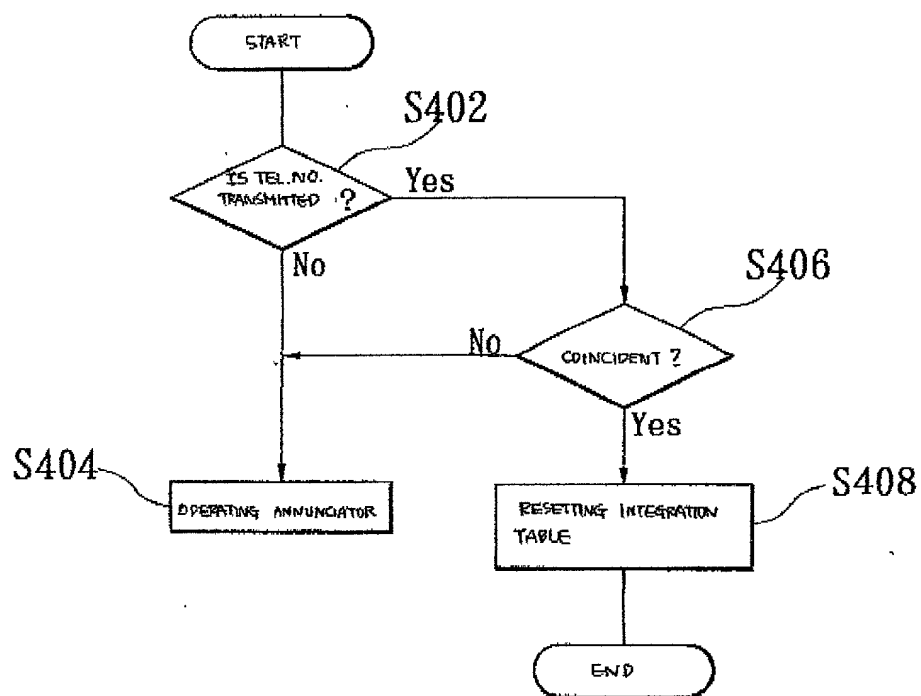 START
S402
IS TEL.NO.
TRANSMITTED ?
Yes
No
S406
No
COINCIDENT ?
Yes
S404
OPERATING ANNUNCIATOR
S408
RESETTING INTEGRATION
TABLE
END